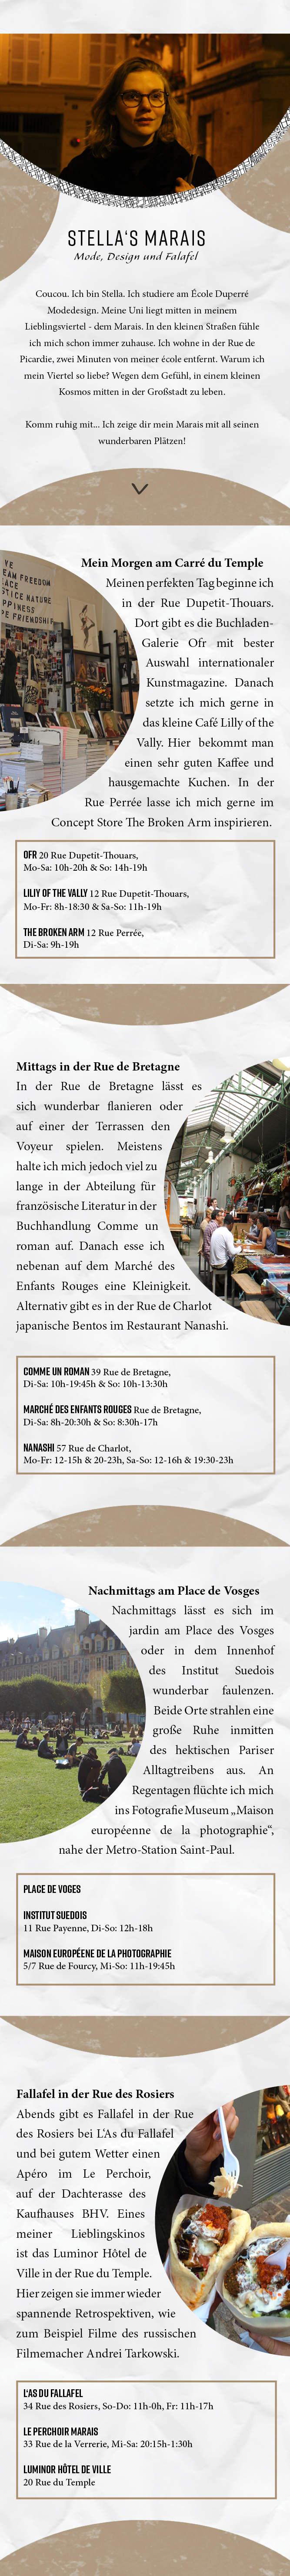 STELLA'S MARAIS
Mode, Design und Falafel
Coucou. Ich bin Stella. Ich studiere am École Duperré
Modedesign. Meine Uni liegt mitten in meinem
Lieblingsviertel - dem Marais. In den kleinen Straßen fühle
ich mich schon immer zuhause. Ich wohne in der Rue de
Picardie, zwei Minuten von meiner école entfernt. Warum ich
mein Viertel so liebe? Wegen dem Gefühl, in einem kleinen
Kosmos mitten in der Großstadt zu leben.
Komm ruhig mit... Ich zeige dir mein Marais mit all seinen
wunderbaren Plätzen!
Mein Morgen am Carré du Temple
Meinen perfekten Tag beginne ich
in der Rue Dupetit-Thouars.
Dort gibt es die Buchladen-
Galerie Ofr mit bester
Auswahl internationaler
Kunstmagazine. Danach
setzte ich mich gerne in
das kleine Café Lilly of the
Vally. Hier bekommt man
einen sehr guten Kaffee und
hausgemachte Kuchen. In der
Rue Perrée lasse ich mich gerne im
Concept Store The Broken Arm inspirieren.
EAM FREEDOM
STICE NATURE
PPINESS
FRIENDSHIP
OFR 20 Rue Dupetit-Thouars,
Mo-Sa: 10h-20h & So: 14h-19h
LILIY OF THE VALLY 12 Rue Dupetit-Thouars,
Mo-Fr: 8h-18:30 & Sa-So: 11h-19h
THE BROKEN ARM 12 Rue Perrée,
Di-Sa: 9h-19h
Mittags in der Rue de Bretagne
In der Rue de Bretagne lässt es
sich wunderbar flanieren oder
auf einer der Terrassen den
Voyeur spielen. Meistens
halte ich mich jedoch viel zu
lange in der Abteilung für
französische Literatur in der
Buchhandlung Comme un
roman auf. Danach esse ich
nebenan auf dem Marché des
Enfants Rouges eine Kleinigkeit.
Alternativ gibt es in der Rue de Charlot
japanische Bentos im Restaurant Nanashi.
COMME UN ROMAN 39 Rue de Bretagne,
Di-Sa: 10h-19:45h & So: 10h-13:30h
MARCHÉ DES ENFANTS ROUGES Rue de Bretagne,
Di-Sa: 8h-20:30h & So: 8:30h-17h
NANASHI 57 Rue de Charlot,
Mo-Fr: 12-15h & 20-23h, Sa-So: 12-16h & 19:30-23h
Nachmittags am Place de Vosges
Nachmittags lässt es sich im
jardin am Place des Vosges
oder in dem Innenhof
des Institut Suedois
wunderbar faulenzen.
Beide Orte strahlen eine
große Ruhe inmitten
des hektischen Pariser
Alltagtreibens aus. An
Regentagen flüchte ich mich
ins Fotografie Museum „Maison
européenne de la photographie“,
nahe der Metro-Station Saint-Paul.
PLACE DE VOGES
INSTITUT SUEDOIS
11 Rue Payenne, Di-So: 12h-18h
MAISON EUROPÉENE DE LA PHOTOGRAPHIE
5/7 Rue de Fourcy, Mi-So: 11h-19:45h
Fallafel in der Rue des Rosiers
Abends gibt es Fallafel in der Rue
des Rosiers bei L'As du Fallafel
und bei gutem Wetter einen
Apéro im Le Perchoir,
auf der Dachterasse des
Kaufhauses BHV. Eines
meiner Lieblingskinos
ist das Luminor Hôtel de
Ville in der Rue du Temple.
Hier zeigen sie immer wieder
spannende Retrospektiven, wie
zum Beispiel Filme des russischen
Filmemacher Andrei Tarkowski.
L'AS DU FALLAFEL
34 Rue des Rosiers, So-Do: 11h-0h, Fr: 11h-17h
LE PERCHOIR MARAIS
33 Rue de la Verrerie, Mi-Sa: 20:15h-1:30h
LUMINOR HÔTEL DE VILLE
20 Rue du Temple